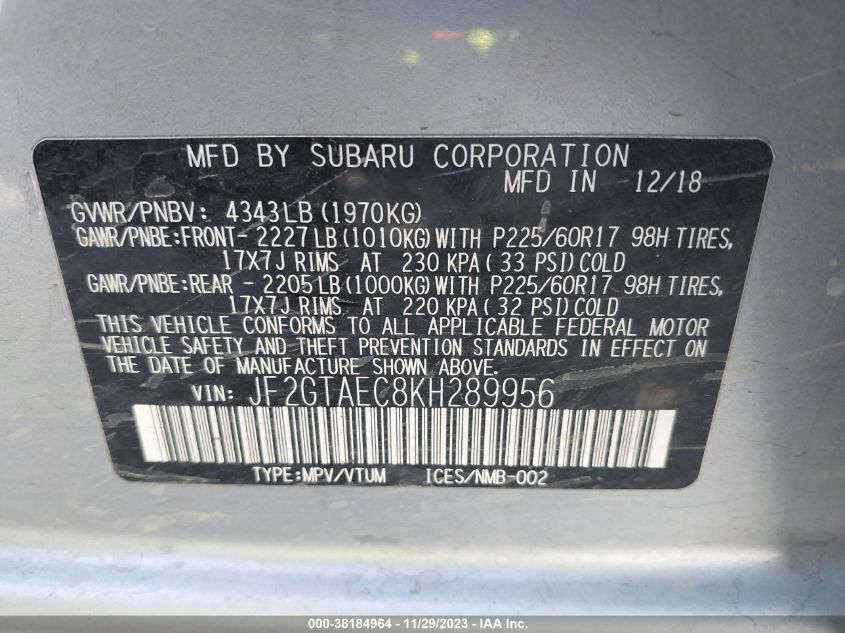 MFD BY SUBARU CORPORATION
MFD IN 12/18
GVWR/PNBV: 4343LB (1970KG)
GAWR/PNBE:FRONT- 2227LB(1010KG)WITH P225/60R17 98H TIRES,
17X7J RIMS AT 230 KPA( 33 PSI)COLD
GAWR/PNBE:REAR - 2205LB(1000KG)WITH P225/60R17 98H TIRES,
17X7J RIMS AT 220 KPA( 32 PSI)COLD
THIS VEHICLE CONFORMS TO ALL APPLICABLE FEDERAL MOTOR
VEHICLE SAFETY AND THEFT PREVENTION STANDARDS IN EFFECT ON
THE DATE OF MANUFACTURE SHOWN ABOVE.
VIN: JF2GTAEC8KH289956
TYPE:MPV/VTUM ICES/NMB-002
000-38184964 - 11/29/2023 - IAA Inc.